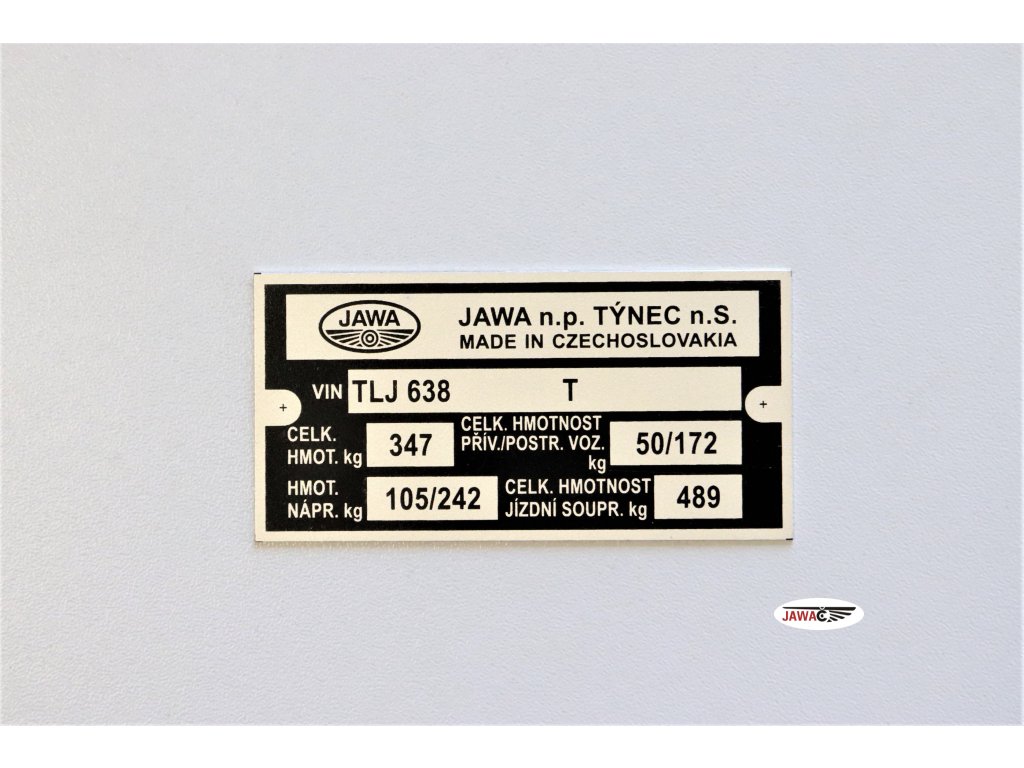 JAWA
JAWA n.p. TÝNEC n.S.
MADE IN CZECHOSLOVAKIA
VIN TLJ 638 T
CELK. HMOT. kg 347
CELK. HMOTNOST PŘÍV./POSTR. VOZ. kg 50/172
HMOT. NÁPR. kg 105/242
CELK. HMOTNOST JÍZDNÍ SOUPR. kg 489
JAWAČ